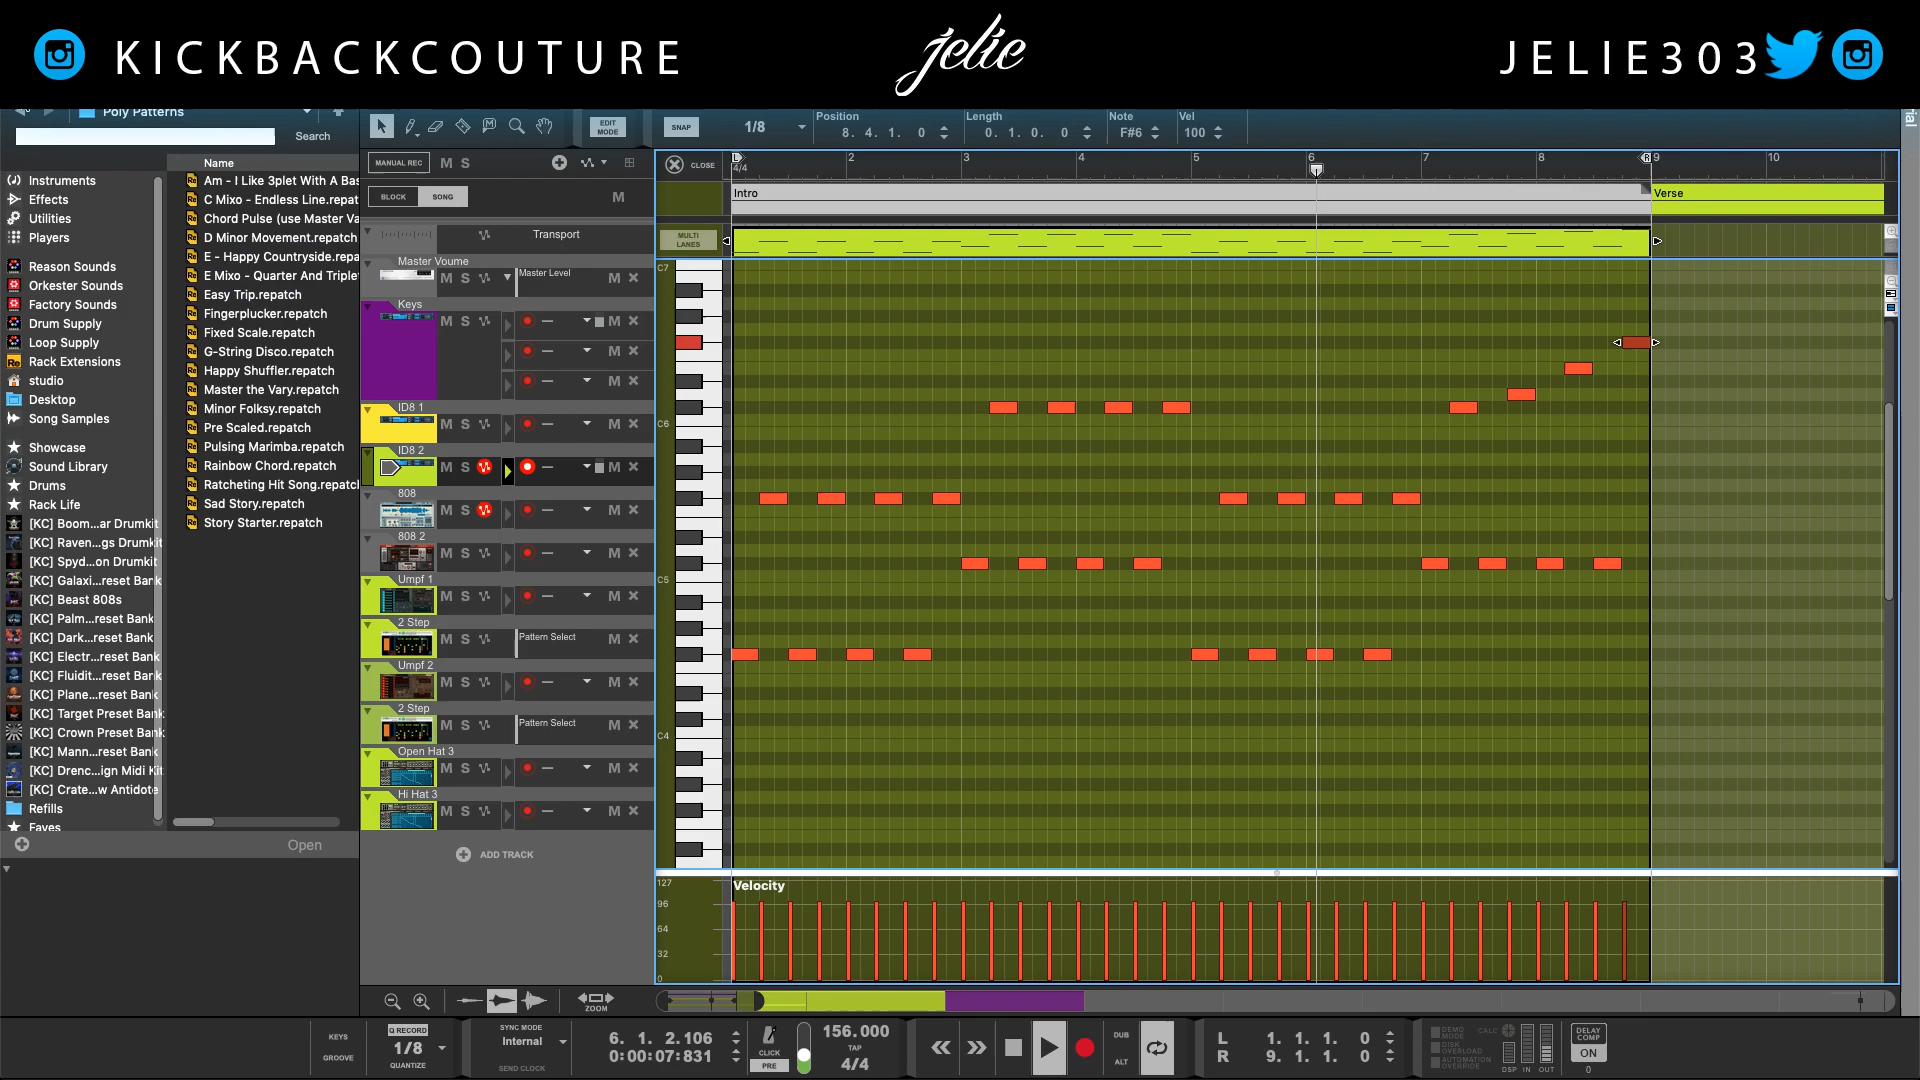 KICKBACKCOUTURE
jelie
JELIE303
Poly Patterns
Search
Name
Instruments
Effects
Utilities
Players
Reason Sounds
Orkester Sounds
Factory Sounds
Drum Supply
Loop Supply
Rack Extensions
studio
Desktop
Song Samples
Showcase
Sound Library
Drums
Rack Life
[KC] Boom...ar Drumkit
[KC] Raven...gs Drumkit
[KC] Spyd...on Drumkit
[KC] Galaxi...reset Bank
[KC] Beast 808s
[KC] Palm...reset Bank
[KC] Dark...reset Bank
[KC] Electr...reset Bank
[KC] Fluidit...reset Bank
[KC] Plane...reset Bank
[KC] Target Preset Bank
[KC] Crown Preset Bank
[KC] Mann...reset Bank
[KC] Drenc...ign Midi Kit
[KC] Crate...w Antidote
Refills
Faves
Am - I Like 3plet With A Bas
C Mixo - Endless Line.repat
Chord Pulse (use Master Va
D Minor Movement.repatch
E - Happy Countryside.repa
E Mixo - Quarter And Triplet
Easy Trip.repatch
Fingerplucker.repatch
Fixed Scale.repatch
G-String Disco.repatch
Happy Shuffler.repatch
Master the Vary.repatch
Minor Folksy.repatch
Pre Scaled.repatch
Pulsing Marimba.repatch
Rainbow Chord.repatch
Ratcheting Hit Song.repatch
Sad Story.repatch
Story Starter.repatch
Open
EDIT MODE
SNAP
1/8
Position
8. 4. 1. 0
Length
0. 1. 0. 0
Note
F#6
Vel
100
MANUAL REC
M S
BLOCK SONG
M
Transport
Master Voume
M S Master Level M
Keys
M S M
M
M
ID8 1
M S M
ID8 2
M S M
808
M S M
808 2
M S M
Umpf 1
M S M
2 Step
M S Pattern Select M
Umpf 2
M S M
2 Step
M S Pattern Select M
Open Hat 3
M S M
Hi Hat 3
M S M
ADD TRACK
CLOSE
L 2 3 4 5 6 7 8 R 9 10
4/4
Intro
Verse
MULTI LANES
C7
C6
C5
C4
Velocity
127
96
64
32
0
ZOOM
KEYS
GROOVE
Q RECORD
1/8
QUANTIZE
SYNC MODE
Internal
SEND CLOCK
6. 1. 2.106
0:00:07:831
CLICK
PRE
156.000
TAP
4/4
DUB
ALT
L 1. 1. 1. 0
R 9. 1. 1. 0
DEMO MODE
DISK OVERLOAD
AUTOMATION OVERRIDE
CALC
DSP IN OUT
DELAY COMP
ON
0